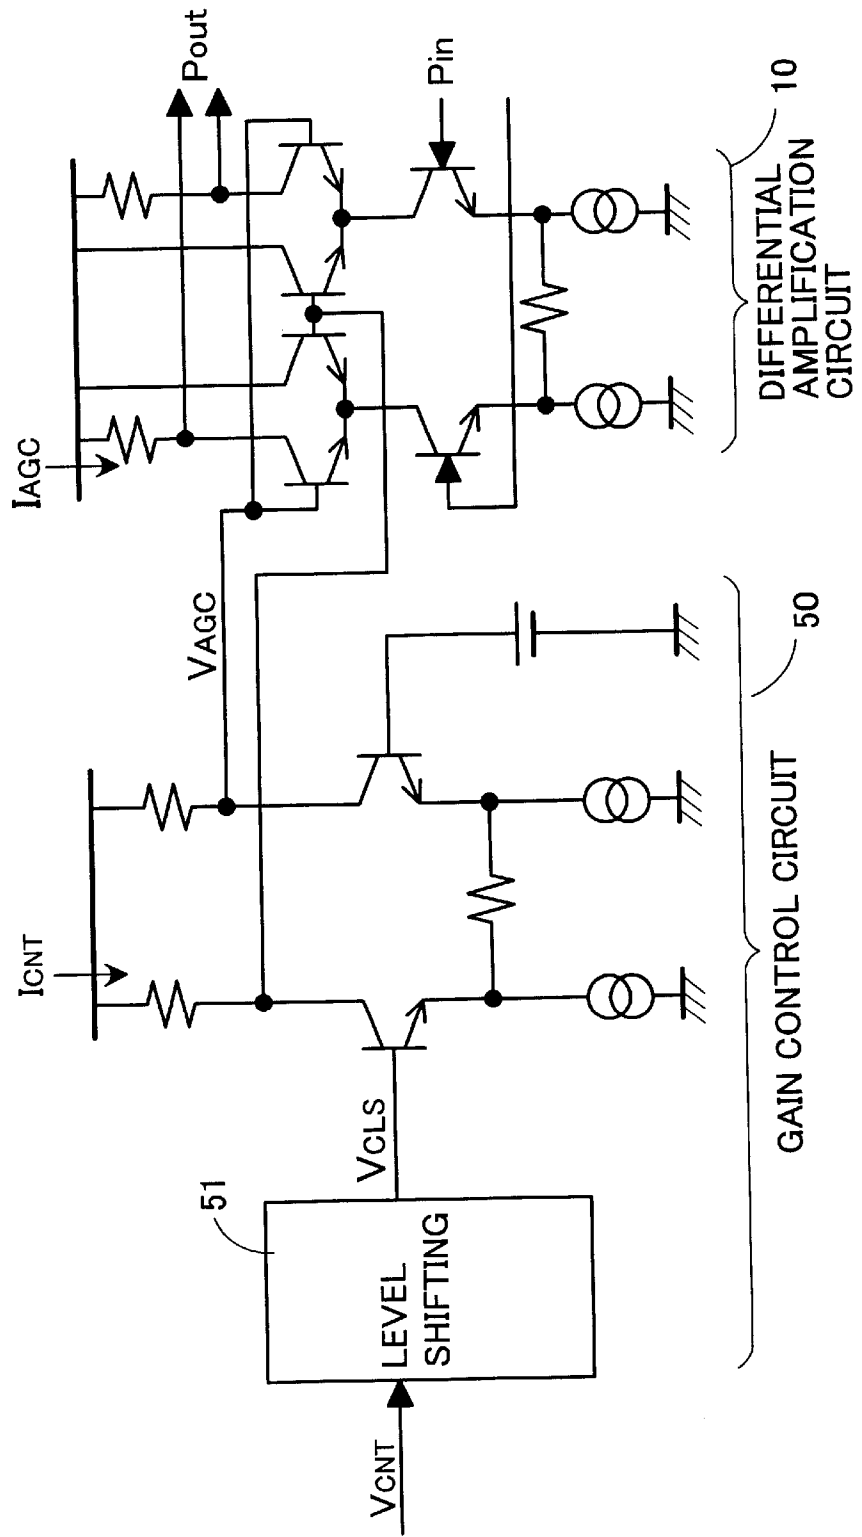 IAGC
Pout
VAGC
Pin
ICNT
VCLS
51
LEVEL
SHIFTING
VCNT
50
GAIN CONTROL CIRCUIT
10
DIFFERENTIAL
AMPLIFICATION
CIRCUIT